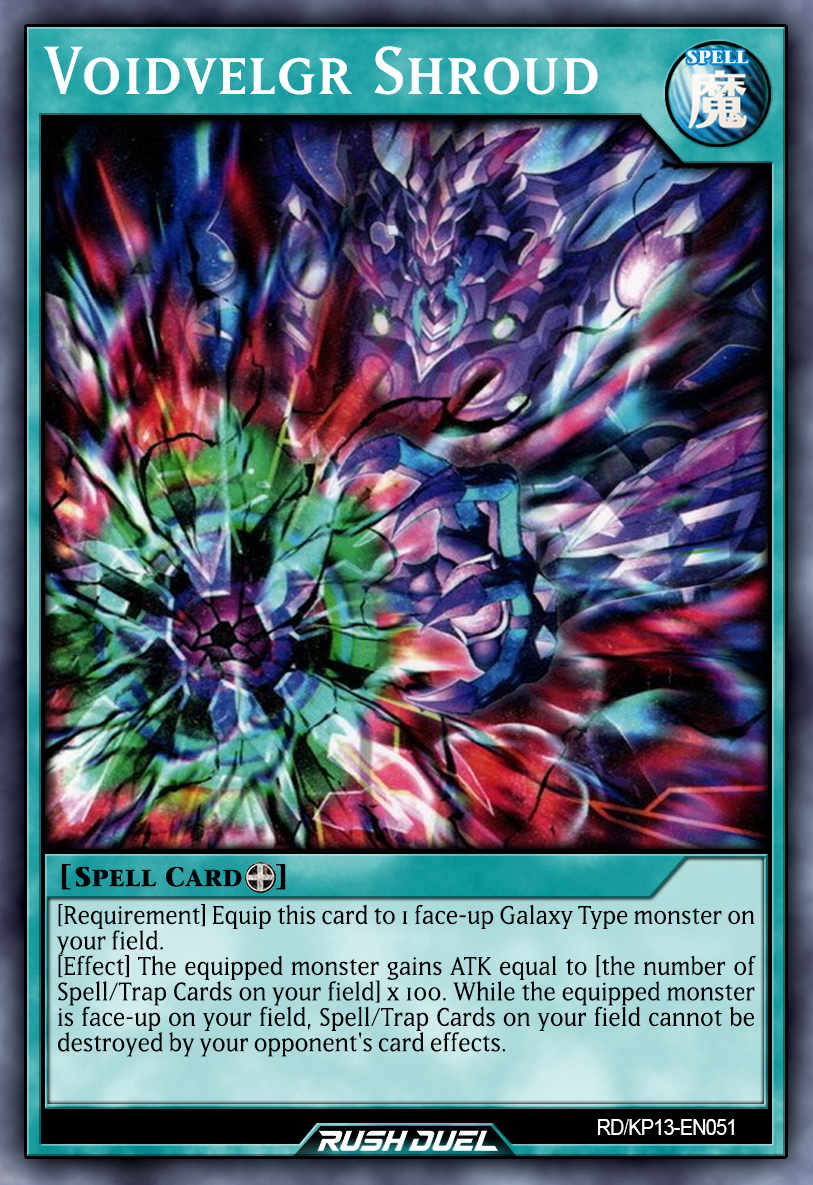 Voidvelgr Shroud
SPELL
魔
[Spell Card]
[Requirement] Equip this card to 1 face-up Galaxy Type monster on
your field.
[Effect] The equipped monster gains ATK equal to [the number of
Spell/Trap Cards on your field] x 100. While the equipped monster
is face-up on your field, Spell/Trap Cards on your field cannot be
destroyed by your opponent's card effects.
RD/KP13-EN051
RUSH DUEL